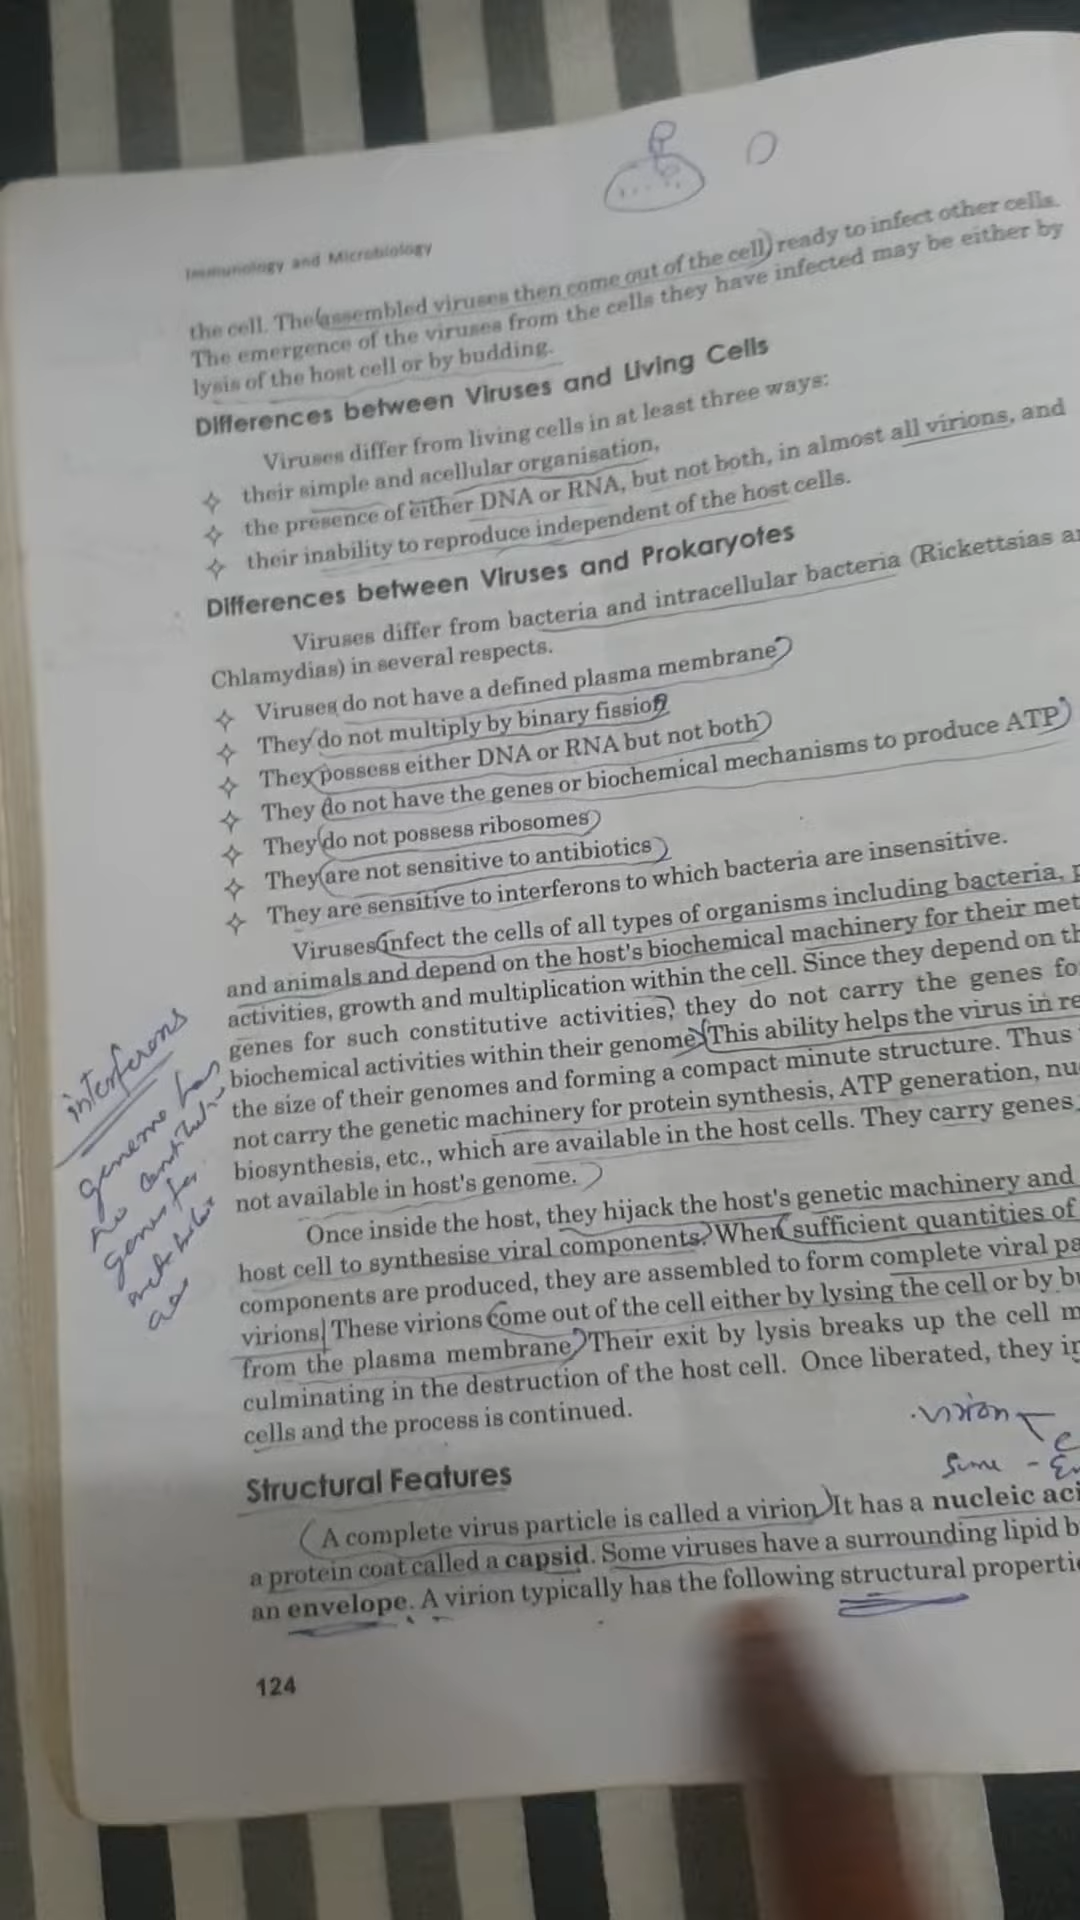 Immunology and Microbiology
the cell. The assembled viruses then come out of the cell ready to infect other cells.
The emergence of the viruses from the cells they have infected may be either by
lysis of the host cell or by budding.
Differences between Viruses and Living Cells
Viruses differ from living cells in at least three ways:
✧ their simple and acellular organisation,
✧ the presence of either DNA or RNA, but not both, in almost all virions, and
✧ their inability to reproduce independent of the host cells.
Differences between Viruses and Prokaryotes
Viruses differ from bacteria and intracellular bacteria (Rickettsias
Chlamydias) in several respects.
✧ Viruses do not have a defined plasma membrane
✧ They do not multiply by binary fission
✧ They possess either DNA or RNA but not both
✧ They do not have the genes or biochemical mechanisms to produce ATP
✧ They do not possess ribosomes
✧ They are not sensitive to antibiotics
✧ They are sensitive to interferons to which bacteria are insensitive.
Viruses infect the cells of all types of organisms including bacteria,
and animals and depend on the host's biochemical machinery for their
activities, growth and multiplication within the cell. Since they depend on
genes for such constitutive activities, they do not carry the genes
biochemical activities within their genome. This ability helps the virus in
the size of their genomes and forming a compact minute structure. Thus
not carry the genetic machinery for protein synthesis, ATP generation,
biosynthesis, etc., which are available in the host cells. They carry genes
not available in host's genome.
interferons
genome has
no
genes for
Once inside the host, they hijack the host's genetic machinery and
host cell to synthesise viral components. When sufficient quantities of
components are produced, they are assembled to form complete viral
virions. These virions come out of the cell either by lysing the cell or by
from the plasma membrane. Their exit by lysis breaks up the cell
culminating in the destruction of the host cell. Once liberated, they
cells and the process is continued.
virion
Some -
Structural Features
A complete virus particle is called a virion. It has a nucleic
a protein coat called a capsid. Some viruses have a surrounding lipid
an envelope. A virion typically has the following structural
124